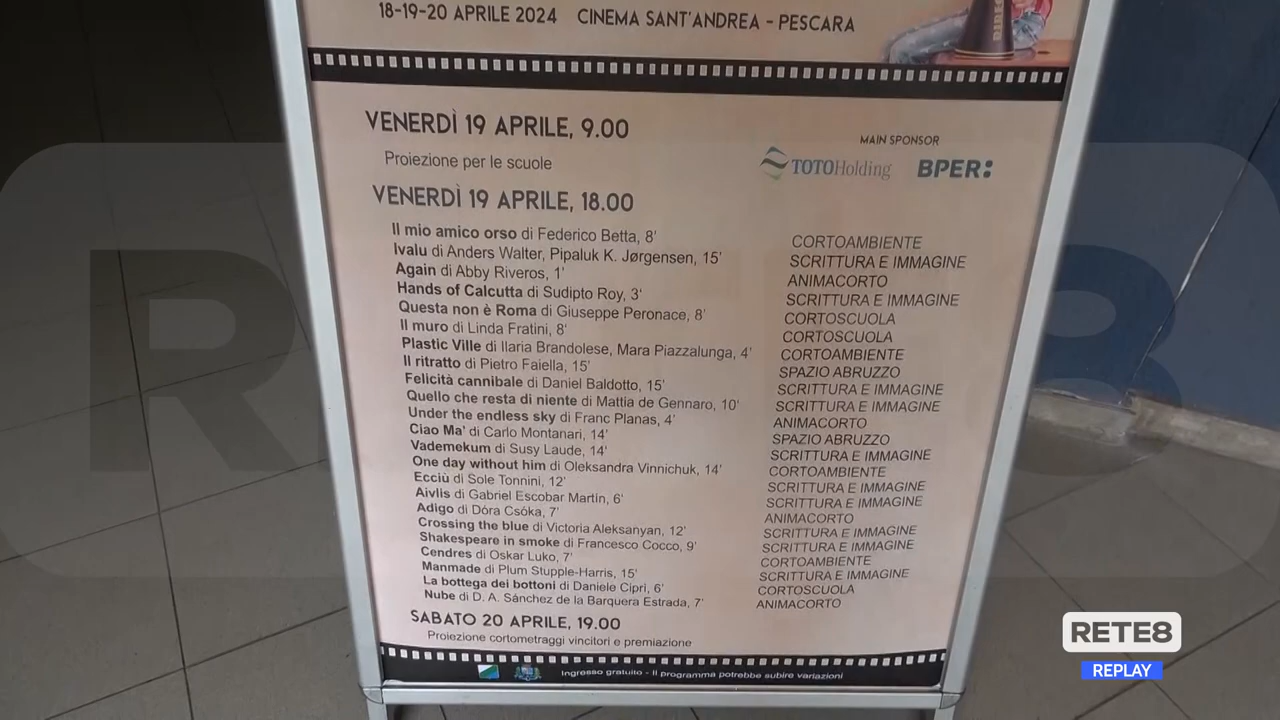 18-19-20 APRILE 2024 CINEMA SANT'ANDREA - PESCARA
VENERDÌ 19 APRILE, 9.00
Proiezione per le scuole
MAIN SPONSOR
TOTO Holding BPER:
VENERDÌ 19 APRILE, 18.00
Il mio amico orso di Federico Betta, 8' CORTOAMBIENTE
Ivalu di Anders Walter, Pipaluk K. Jørgensen, 15' SCRITTURA E IMMAGINE
Again di Abby Riveros, 1' ANIMACORTO
Hands of Calcutta di Sudipto Roy, 3' SCRITTURA E IMMAGINE
Questa non è Roma di Giuseppe Peronace, 8' CORTOSCUOLA
Il muro di Linda Fratini, 8' CORTOSCUOLA
Plastic Ville di Ilaria Brandolese, Mara Piazzalunga, 4' CORTOAMBIENTE
Il ritratto di Pietro Faiella, 15' SPAZIO ABRUZZO
Felicità cannibale di Daniel Baldotto, 15' SCRITTURA E IMMAGINE
Quello che resta di niente di Mattia de Gennaro, 10' SCRITTURA E IMMAGINE
Under the endless sky di Franc Planas, 4' ANIMACORTO
Ciao Ma' di Carlo Montanari, 14' SPAZIO ABRUZZO
Vademekum di Susy Laude, 14' SCRITTURA E IMMAGINE
One day without him di Oleksandra Vinnichuk, 14' CORTOAMBIENTE
Ecciù di Sole Tonnini, 12' SCRITTURA E IMMAGINE
Aivlis di Gabriel Escobar Martín, 6' SCRITTURA E IMMAGINE
Adigo di Dóra Csóka, 7' ANIMACORTO
Crossing the blue di Victoria Aleksanyan, 12' SCRITTURA E IMMAGINE
Shakespeare in smoke di Francesco Cocco, 9' SCRITTURA E IMMAGINE
Cendres di Oskar Luko, 7' CORTOAMBIENTE
Manmade di Plum Stupple-Harris, 15' SCRITTURA E IMMAGINE
La bottega dei bottoni di Daniele Ciprì, 6' CORTOSCUOLA
Nube di D. A. Sánchez de la Barquera Estrada, 7' ANIMACORTO
SABATO 20 APRILE, 19.00
Proiezione cortometraggi vincitori e premiazione
Ingresso gratuito - Il programma potrebbe subire variazioni
RETE8
REPLAY